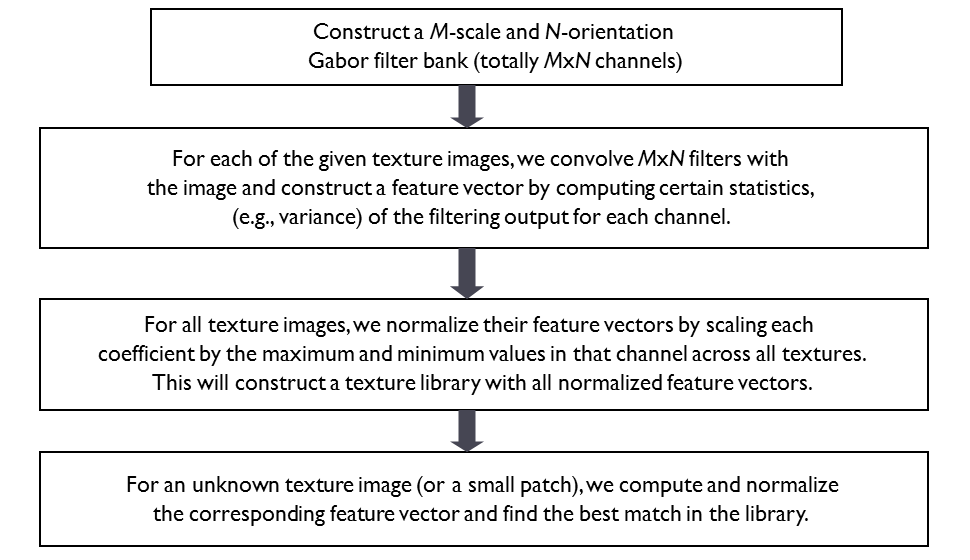 Construct a M-scale and N-orientation
Gabor filter bank (totally MxN channels)
For each of the given texture images, we convolve MxN filters with
the image and construct a feature vector by computing certain statistics,
(e.g., variance) of the filtering output for each channel.
For all texture images, we normalize their feature vectors by scaling each
coefficient by the maximum and minimum values in that channel across all textures.
This will construct a texture library with all normalized feature vectors.
For an unknown texture image (or a small patch), we compute and normalize
the corresponding feature vector and find the best match in the library.